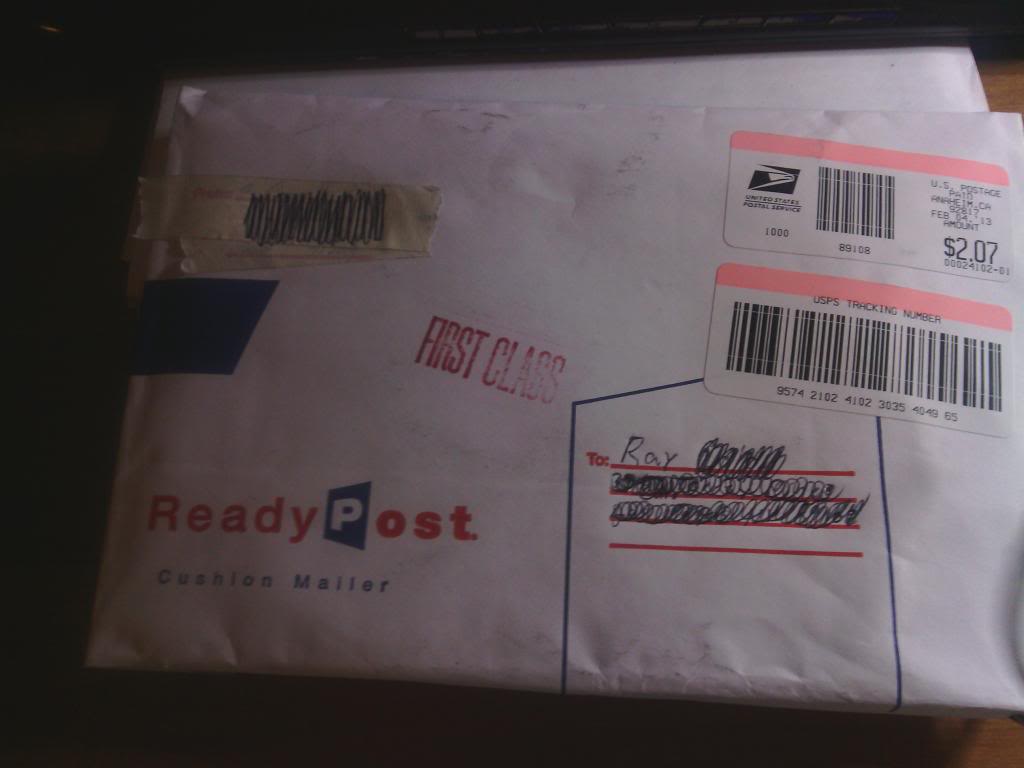 UNITED STATES
POSTAL SERVICE
1000
89108
U.S. POSTAGE
PAID
ANAHEIM,CA
FEB 04, 13
AMOUNT
$2.07
00024102-01
USPS TRACKING NUMBER
9574 2102 4102 3035 4049 65
FIRST CLASS
To: Ray
ReadyPost.
Cushion Mailer